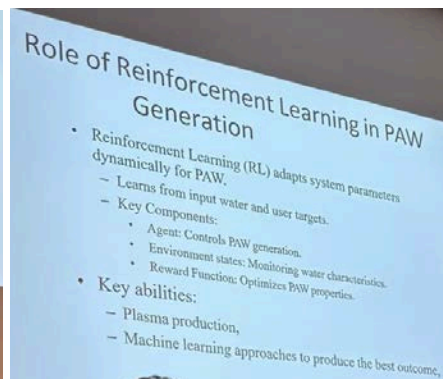 Role of Reinforcement Learning in PAW
Generation
• Reinforcement Learning (RL) adapts system parameters
dynamically for PAW.
– Learns from input water and user targets.
– Key Components:
• Agent: Controls PAW generation.
• Environment states: Monitoring water characteristics.
• Reward Function: Optimizes PAW properties.
• Key abilities:
– Plasma production,
– Machine learning approaches to produce the best outcome,